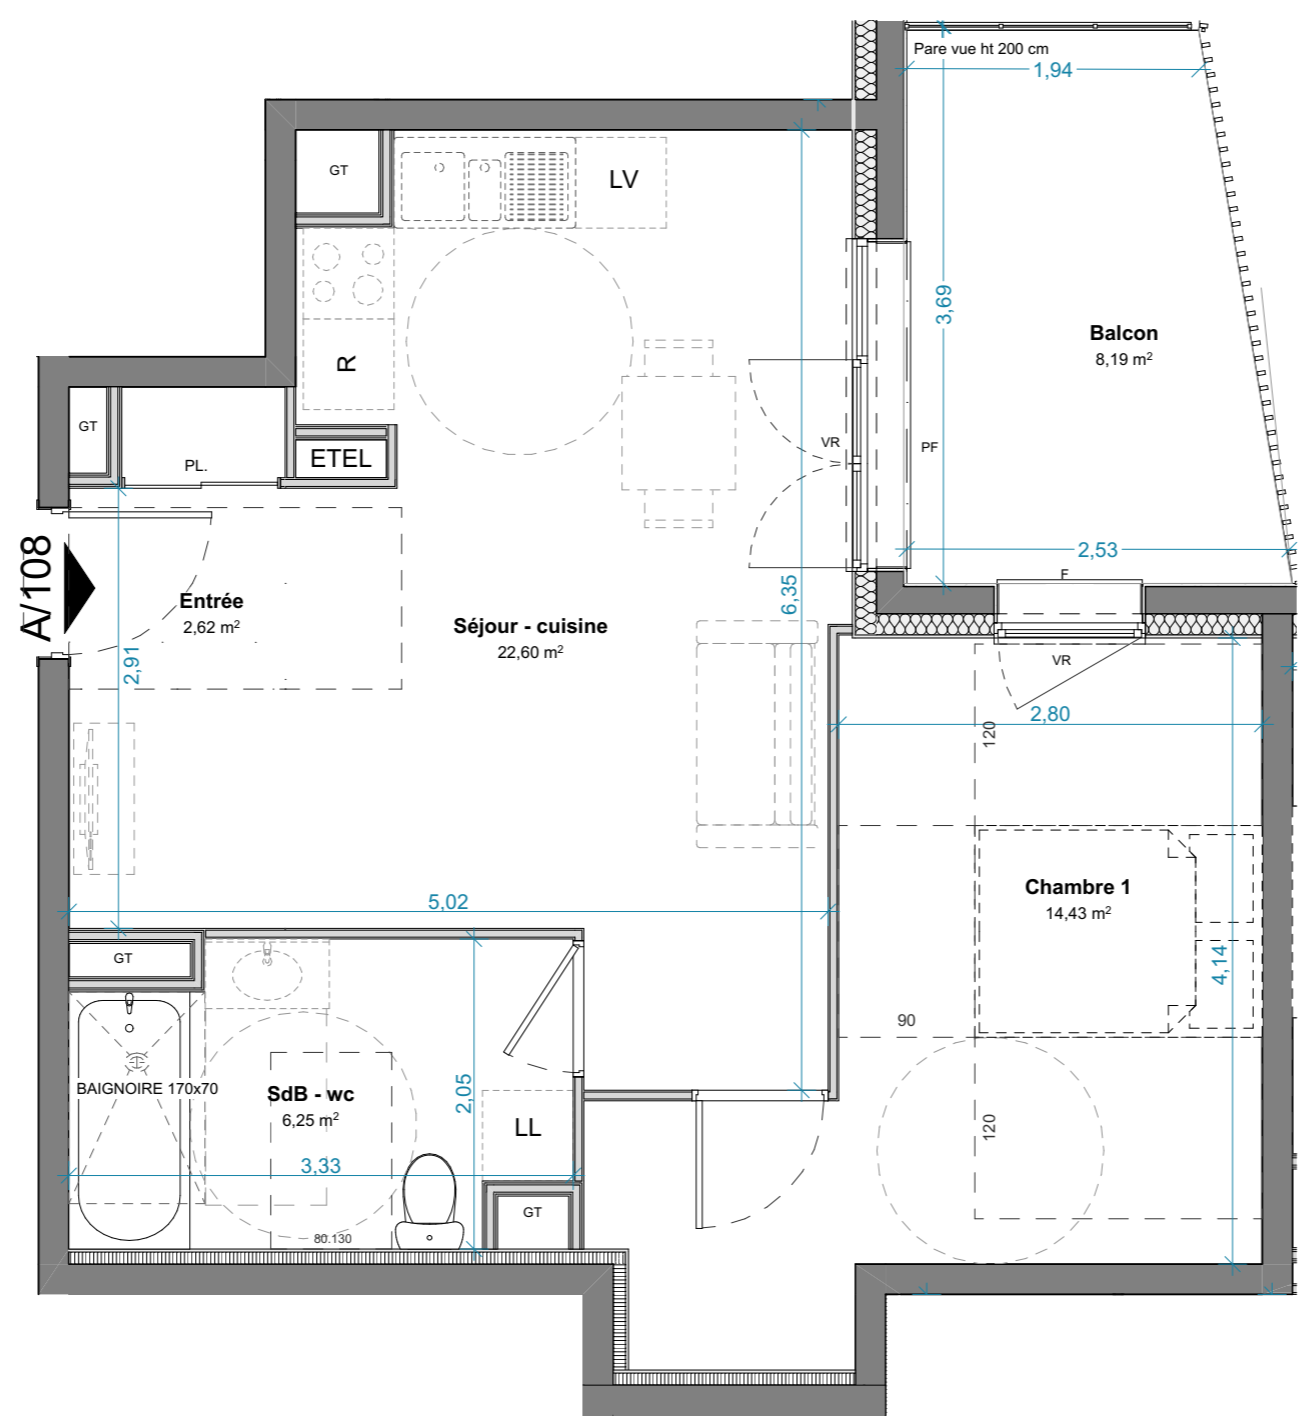 Pare vue ht 200 cm
1,94
GT
LV
3,69
Balcon
8,19 m²
R
GT
PL.
ETEL
VR
PF
A/108
2,53
F
Entrée
2,62 m²
6,35
Séjour - cuisine
22,60 m²
2,91
VR
2,80
120
5,02
Chambre 1
14,43 m²
GT
4,14
90
BAIGNOIRE 170x70
SdB - wc
6,25 m²
2,05
LL
120
3,33
GT
80.130